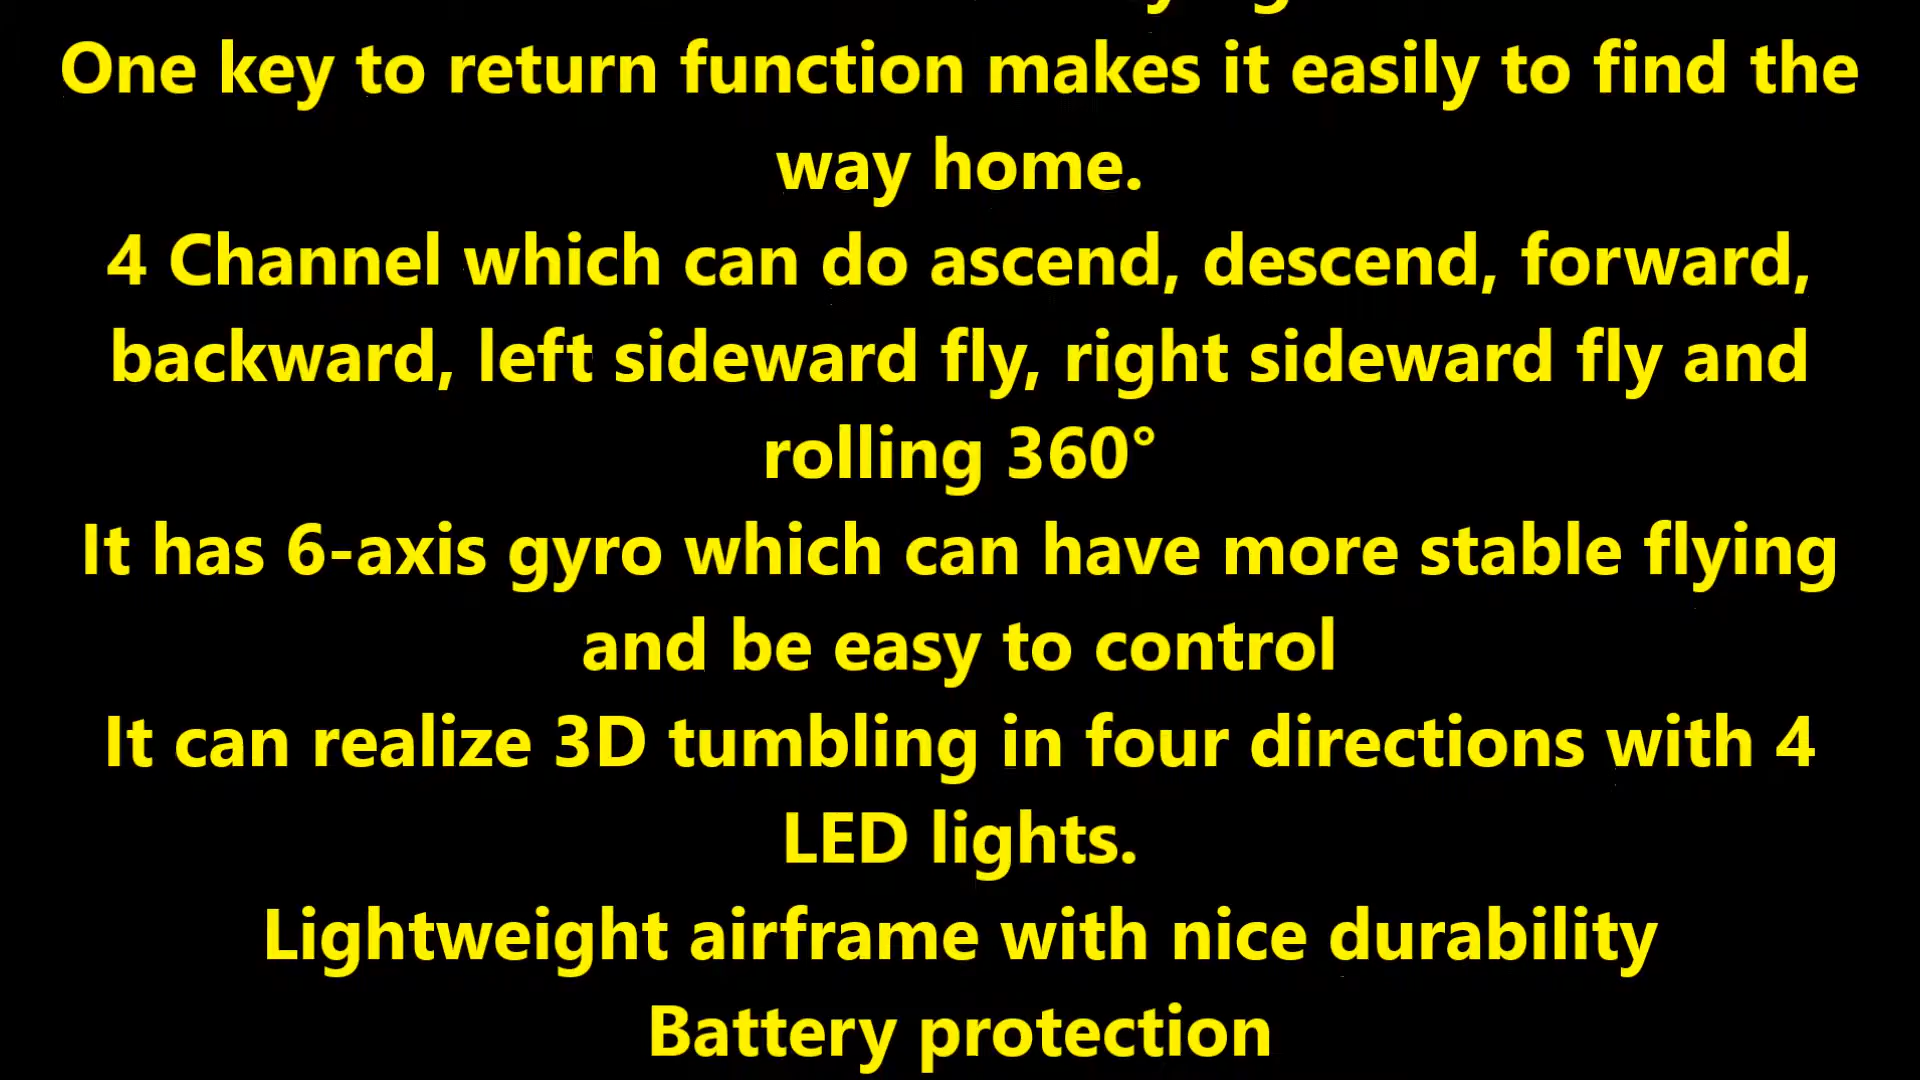 One key to return function makes it easily to find the
way home.
4 Channel which can do ascend, descend, forward,
backward, left sideward fly, right sideward fly and
rolling 360°
It has 6-axis gyro which can have more stable flying
and be easy to control
It can realize 3D tumbling in four directions with 4
LED lights.
Lightweight airframe with nice durability
Battery protection